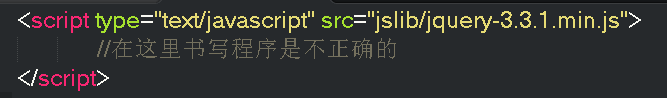 <script type="text/javascript" src="jslib/jquery-3.3.1.min.js">
//在这里书写程序是不正确的
</script>